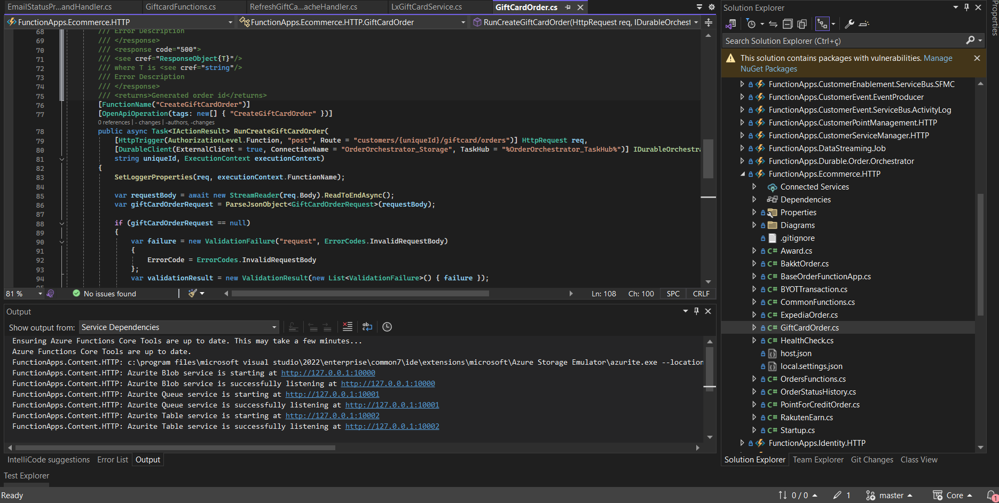 EmailStatusPr...andHandler.cs
GiftcardFunctions.cs
RefreshGiftCa...acheHandler.cs
LxGiftCardService.cs
GiftCardOrder.cs
FunctionApps.Ecommerce.HTTP
FunctionApps.Ecommerce.HTTP.GiftCardOrder
RunCreateGiftCardOrder(HttpRequest req, IDurableOrchest
68 /// Error Description
69 /// </response>
70 /// <response code="500">
71 /// <see cref="ResponseObject{T}"/>
72 /// where T is <see cref="string"/>
73 /// Error Description
74 /// </response>
75 /// <returns>Generated order id</returns>
76 [FunctionName("CreateGiftCardOrder")]
77 [OpenApiOperation(tags: new[] { "CreateGiftCardOrder" })]
0 references | - changes | -authors, -changes
78 public async Task<IActionResult> RunCreateGiftCardOrder(
79 [HttpTrigger(AuthorizationLevel.Function, "post", Route = "customers/{uniqueId}/giftcard/orders")] HttpRequest req,
80 [DurableClient(ExternalClient = true, ConnectionName = "OrderOrchestrator_Storage", TaskHub = "%OrderOrchestrator_TaskHub%")] IDurableOrchestra
81 string uniqueId, ExecutionContext executionContext)
82 {
83 SetLoggerProperties(req, executionContext.FunctionName);
84
85 var requestBody = await new StreamReader(req.Body).ReadToEndAsync();
86 var giftCardOrderRequest = ParseJsonObject<GiftCardOrderRequest>(requestBody);
87
88 if (giftCardOrderRequest == null)
89 {
90 var failure = new ValidationFailure("request", ErrorCodes.InvalidRequestBody)
91 {
92 ErrorCode = ErrorCodes.InvalidRequestBody
93 };
94 var validationResult = new ValidationResult(new List<ValidationFailure>() { failure });
81 %
No issues found
Ln: 108 Ch: 100 SPC CRLF
Output
Show output from: Service Dependencies
Ensuring Azure Functions Core Tools are up to date. This may take a few minutes...
Azure Functions Core Tools are up to date.
FunctionApps.Content.HTTP: c:\program files\microsoft visual studio\2022\enterprise\common7\ide\extensions\microsoft\Azure Storage Emulator\azurite.exe --location
FunctionApps.Content.HTTP: Azurite Blob service is starting at http://127.0.0.1:10000
FunctionApps.Content.HTTP: Azurite Blob service is successfully listening at http://127.0.0.1:10000
FunctionApps.Content.HTTP: Azurite Queue service is starting at http://127.0.0.1:10001
FunctionApps.Content.HTTP: Azurite Queue service is successfully listening at http://127.0.0.1:10001
FunctionApps.Content.HTTP: Azurite Table service is starting at http://127.0.0.1:10002
FunctionApps.Content.HTTP: Azurite Table service is successfully listening at http://127.0.0.1:10002
IntelliCode suggestions Error List Output
Test Explorer
Solution Explorer
Search Solution Explorer (Ctrl+ç)
This solution contains packages with vulnerabilities. Manage
NuGet Packages
FunctionApps.CustomerEnablement.ServiceBus.SFMC
FunctionApps.CustomerEvent.EventProducer
FunctionApps.CustomerEvent.ServiceBus.ActivityLog
FunctionApps.CustomerPointManagement.HTTP
FunctionApps.CustomerServiceManager.HTTP
FunctionApps.DataStreaming.Job
FunctionApps.Durable.Order.Orchestrator
FunctionApps.Ecommerce.HTTP
Connected Services
Dependencies
Properties
Diagrams
.gitignore
C# Award.cs
C# BakktOrder.cs
C# BaseOrderFunctionApp.cs
C# BYOTTransaction.cs
C# CommonFunctions.cs
C# ExpediaOrder.cs
C# GiftCardOrder.cs
C# HealthCheck.cs
host.json
local.settings.json
C# OrdersFunctions.cs
C# OrderStatusHistory.cs
C# PointForCreditOrder.cs
C# RakutenEarn.cs
C# Startup.cs
FunctionApps.Identity.HTTP
Solution Explorer Team Explorer Git Changes Class View
Properties
Ready
0 / 0 1 master Core 1